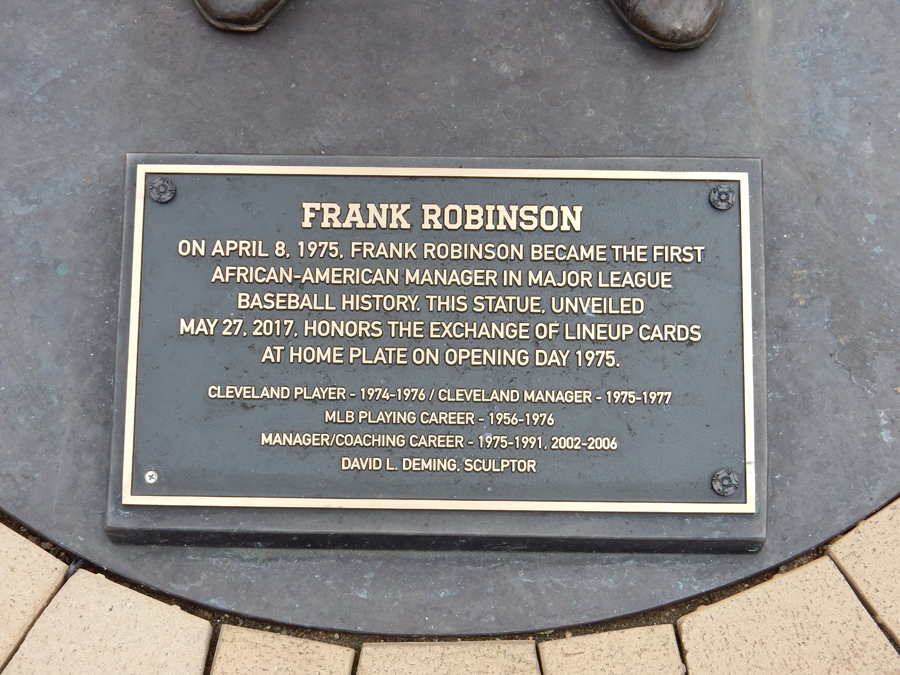 FRANK ROBINSON
ON APRIL 8, 1975, FRANK ROBINSON BECAME THE FIRST
AFRICAN-AMERICAN MANAGER IN MAJOR LEAGUE
BASEBALL HISTORY. THIS STATUE, UNVEILED
MAY 27, 2017, HONORS THE EXCHANGE OF LINEUP CARDS
AT HOME PLATE ON OPENING DAY 1975.
CLEVELAND PLAYER - 1974-1976 / CLEVELAND MANAGER - 1975-1977
MLB PLAYING CAREER - 1956-1976
MANAGER/COACHING CAREER - 1975-1991, 2002-2006
DAVID L. DEMING, SCULPTOR